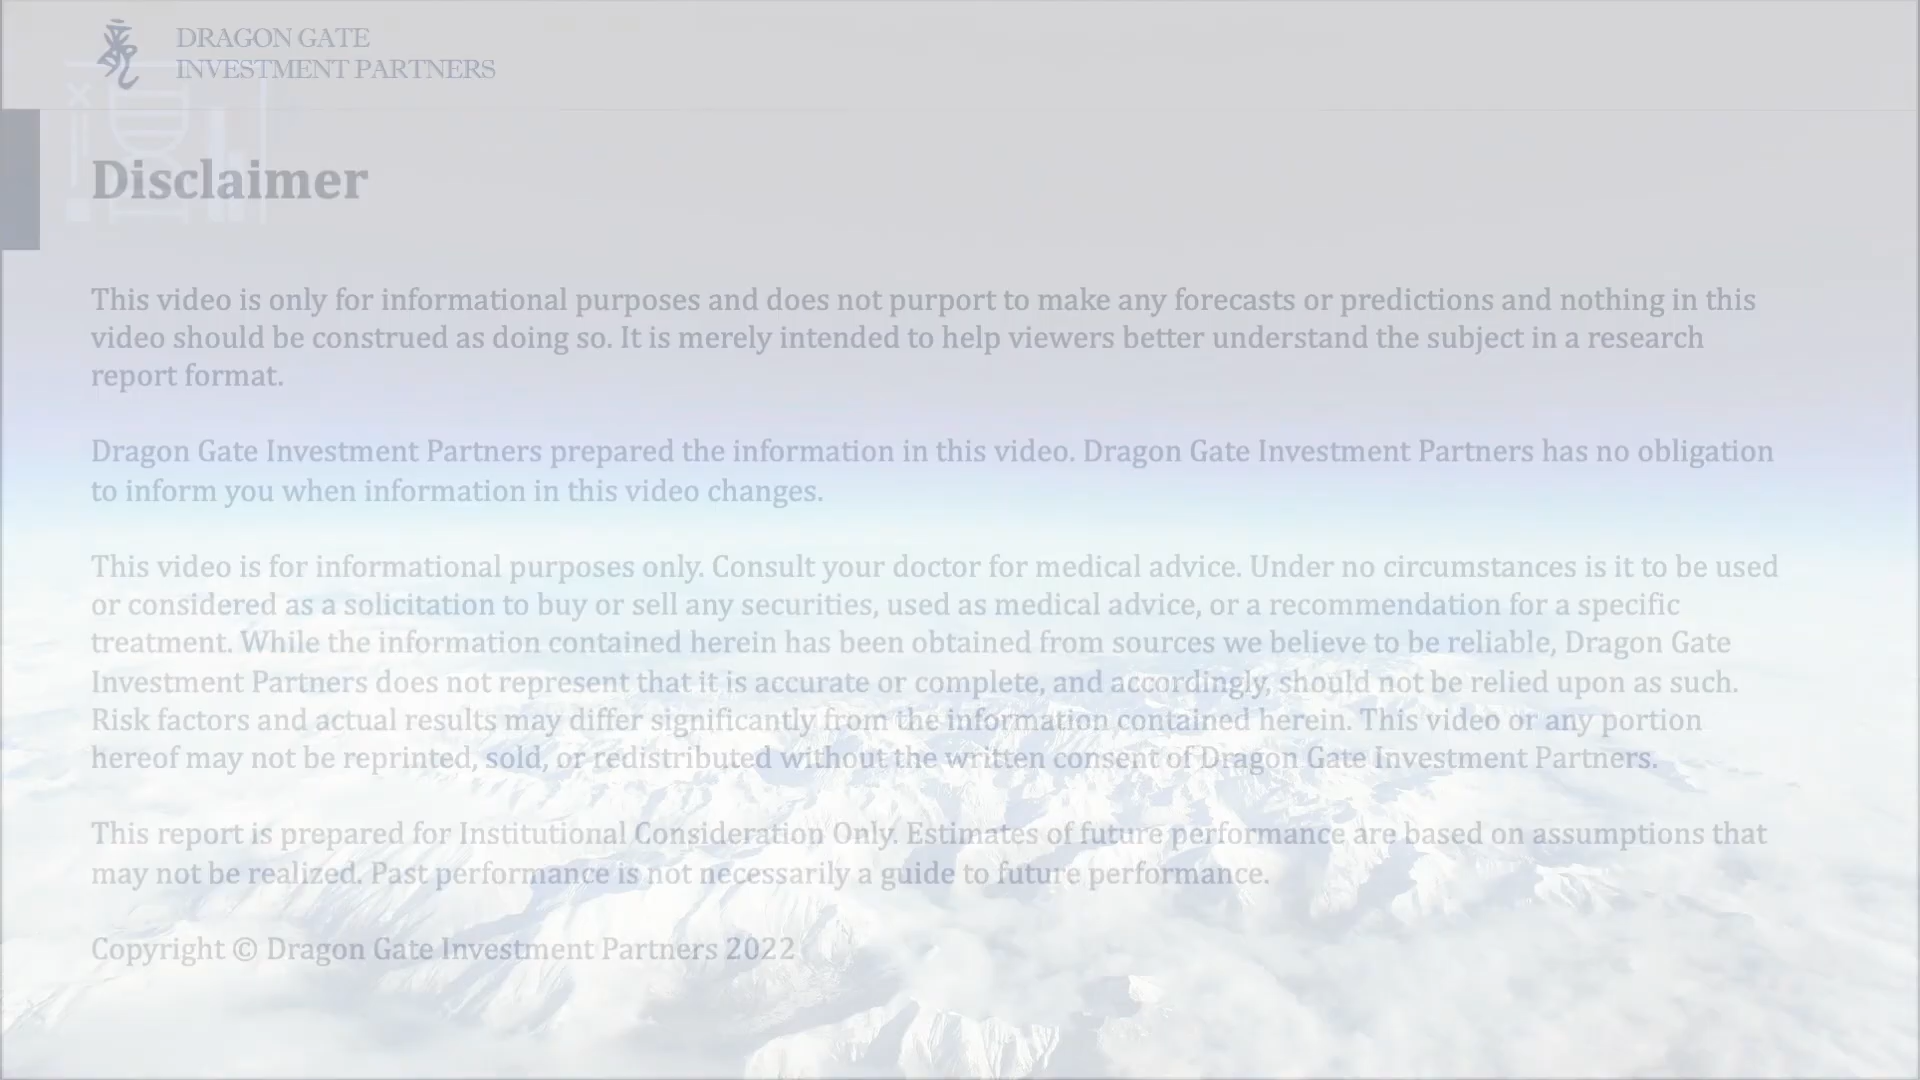 DRAGON GATE
INVESTMENT PARTNERS
Disclaimer
This video is only for informational purposes and does not purport to make any forecasts or predictions and nothing in this
video should be construed as doing so. It is merely intended to help viewers better understand the subject in a research
report format.
Dragon Gate Investment Partners prepared the information in this video. Dragon Gate Investment Partners has no obligation
to inform you when information in this video changes.
This video is for informational purposes only. Consult your doctor for medical advice. Under no circumstances is it to be used
or considered as a solicitation to buy or sell any securities, used as medical advice, or a recommendation for a specific
treatment. While the information contained herein has been obtained from sources we believe to be reliable, Dragon Gate
Investment Partners does not represent that it is accurate or complete, and accordingly, should not be relied upon as such.
Risk factors and actual results may differ significantly from the information contained herein. This video or any portion
hereof may not be reprinted, sold, or redistributed without the written consent of Dragon Gate Investment Partners.
This report is prepared for Institutional Consideration Only. Estimates of future performance are based on assumptions that
may not be realized. Past performance is not necessarily a guide to future performance.
Copyright © Dragon Gate Investment Partners 2022